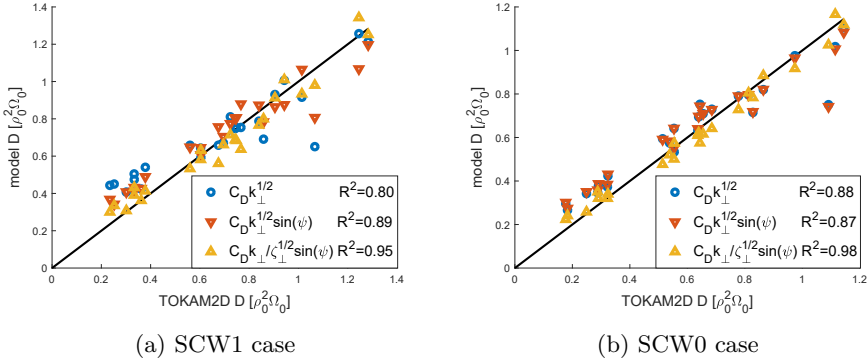 1.4
1.2
1
0.8
0.6
0.4
0.2
0
model D [ρ₀²Ω₀]
C_D k_⊥^{1/2} R²=0.80
C_D k_⊥^{1/2} sin(ψ) R²=0.89
C_D k_⊥/ζ_⊥^{1/2} sin(ψ) R²=0.95
0 0.2 0.4 0.6 0.8 1 1.2 1.4
TOKAM2D D [ρ₀²Ω₀]
(a) SCW1 case
1.2
1
0.8
0.6
0.4
0.2
0
model D [ρ₀²Ω₀]
C_D k_⊥^{1/2} R²=0.88
C_D k_⊥^{1/2} sin(ψ) R²=0.87
C_D k_⊥/ζ_⊥^{1/2} sin(ψ) R²=0.98
0 0.2 0.4 0.6 0.8 1 1.2
TOKAM2D D [ρ₀²Ω₀]
(b) SCW0 case